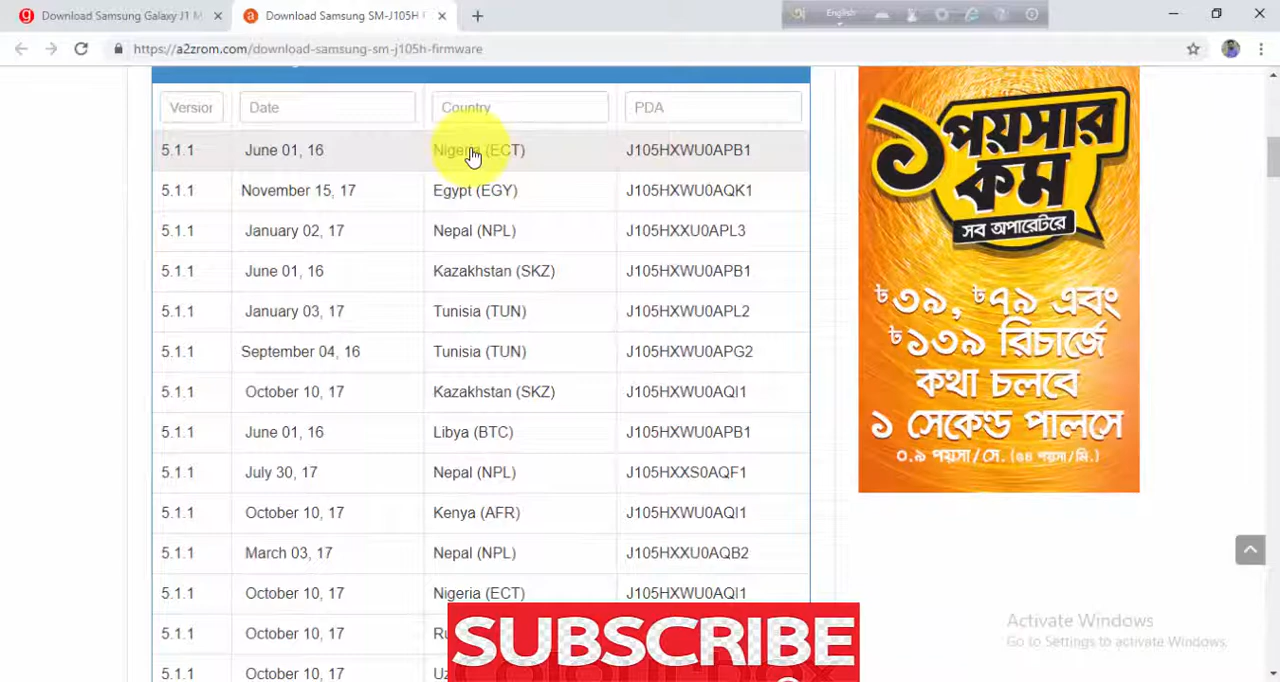 Download Samsung Galaxy J1 M
Download Samsung SM-J105H F
English
https://a2zrom.com/download-samsung-sm-j105h-firmware
Version Date Country PDA
5.1.1 June 01, 16 Nigeria (ECT) J105HXWU0APB1
5.1.1 November 15, 17 Egypt (EGY) J105HXWU0AQK1
5.1.1 January 02, 17 Nepal (NPL) J105HXXU0APL3
5.1.1 June 01, 16 Kazakhstan (SKZ) J105HXWU0APB1
5.1.1 January 03, 17 Tunisia (TUN) J105HXWU0APL2
5.1.1 September 04, 16 Tunisia (TUN) J105HXWU0APG2
5.1.1 October 10, 17 Kazakhstan (SKZ) J105HXWU0AQI1
5.1.1 June 01, 16 Libya (BTC) J105HXWU0APB1
5.1.1 July 30, 17 Nepal (NPL) J105HXXS0AQF1
5.1.1 October 10, 17 Kenya (AFR) J105HXWU0AQI1
5.1.1 March 03, 17 Nepal (NPL) J105HXXU0AQB2
5.1.1 October 10, 17 Nigeria (ECT) J105HXWU0AQI1
5.1.1 October 10, 17 Ru
5.1.1 October 10, 17 Uz
১ পয়সার
কম
সব অপারেটরে
৳৩৯, ৳৭৯ এবং
৳১৩৯ রিচার্জে
কথা চলবে
১ সেকেন্ড পালসে
০.৯ পয়সা/সে. (৫৪ পয়সা/মি.)
SUBSCRIBE
Activate Windows
Go to Settings to activate Windows.